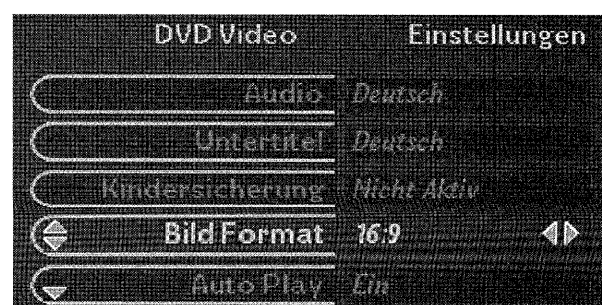 DVD Video Einstellungen
Audio Deutsch
Untertitel Deutsch
Kindersicherung Nicht Aktiv
Bild Format 16:9
Auto Play Ein